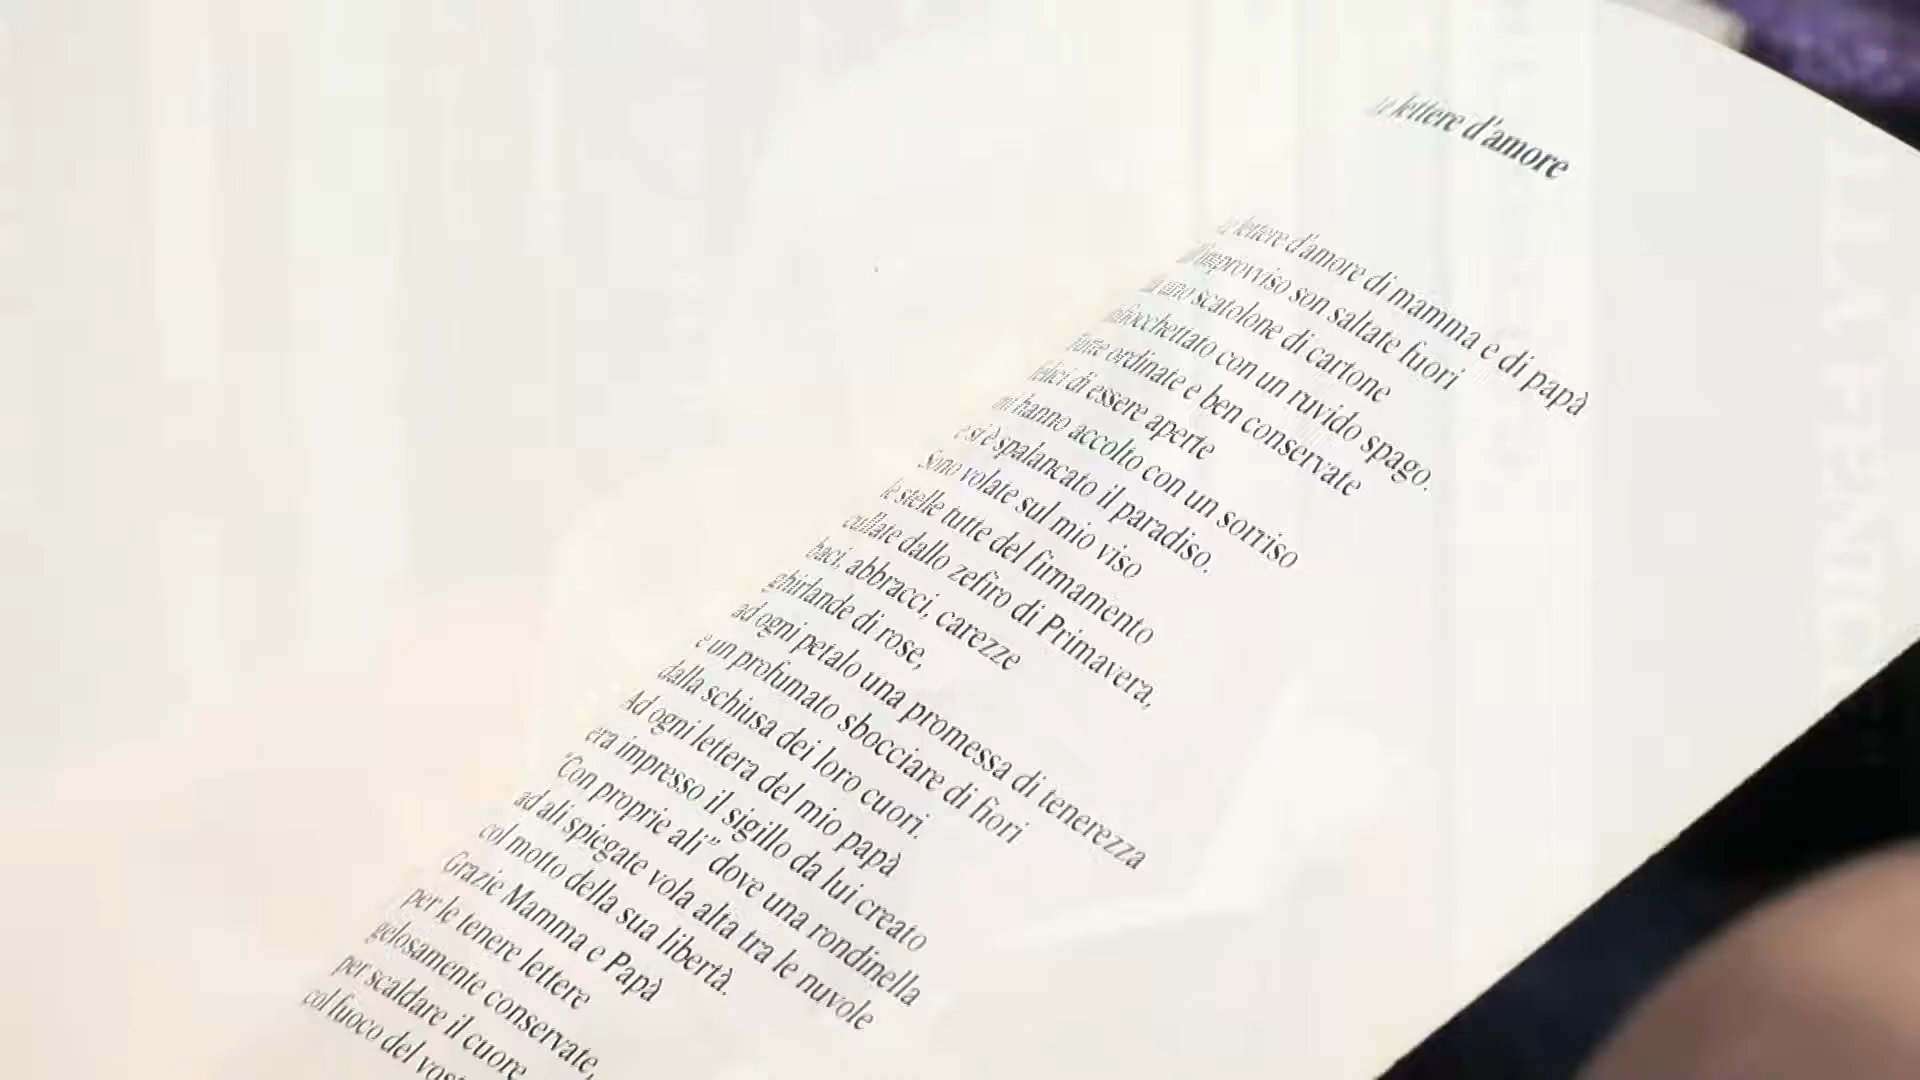 Le lettere d'amore
Le lettere d'amore di mamma e di papà
all'improvviso son saltate fuori
da uno scatolone di cartone
infiocchettato con un ruvido spago.
Tutte ordinate e ben conservate
felici di essere aperte
mi hanno accolto con un sorriso
e si è spalancato il paradiso.
Sono volate sul mio viso
le stelle tutte del firmamento
cullate dallo zefiro di Primavera,
baci, abbracci, carezze
ghirlande di rose,
ad ogni petalo una promessa di tenerezza
e un profumato sbocciare di fiori
dalla schiusa dei loro cuori.
Ad ogni lettera del mio papà
era impresso il sigillo da lui creato
"Con proprie ali" dove una rondinella
ad ali spiegate vola alta tra le nuvole
col motto della sua libertà.
Grazie Mamma e Papà
per le tenere lettere
gelosamente conservate,
per scaldare il cuore
col fuoco del